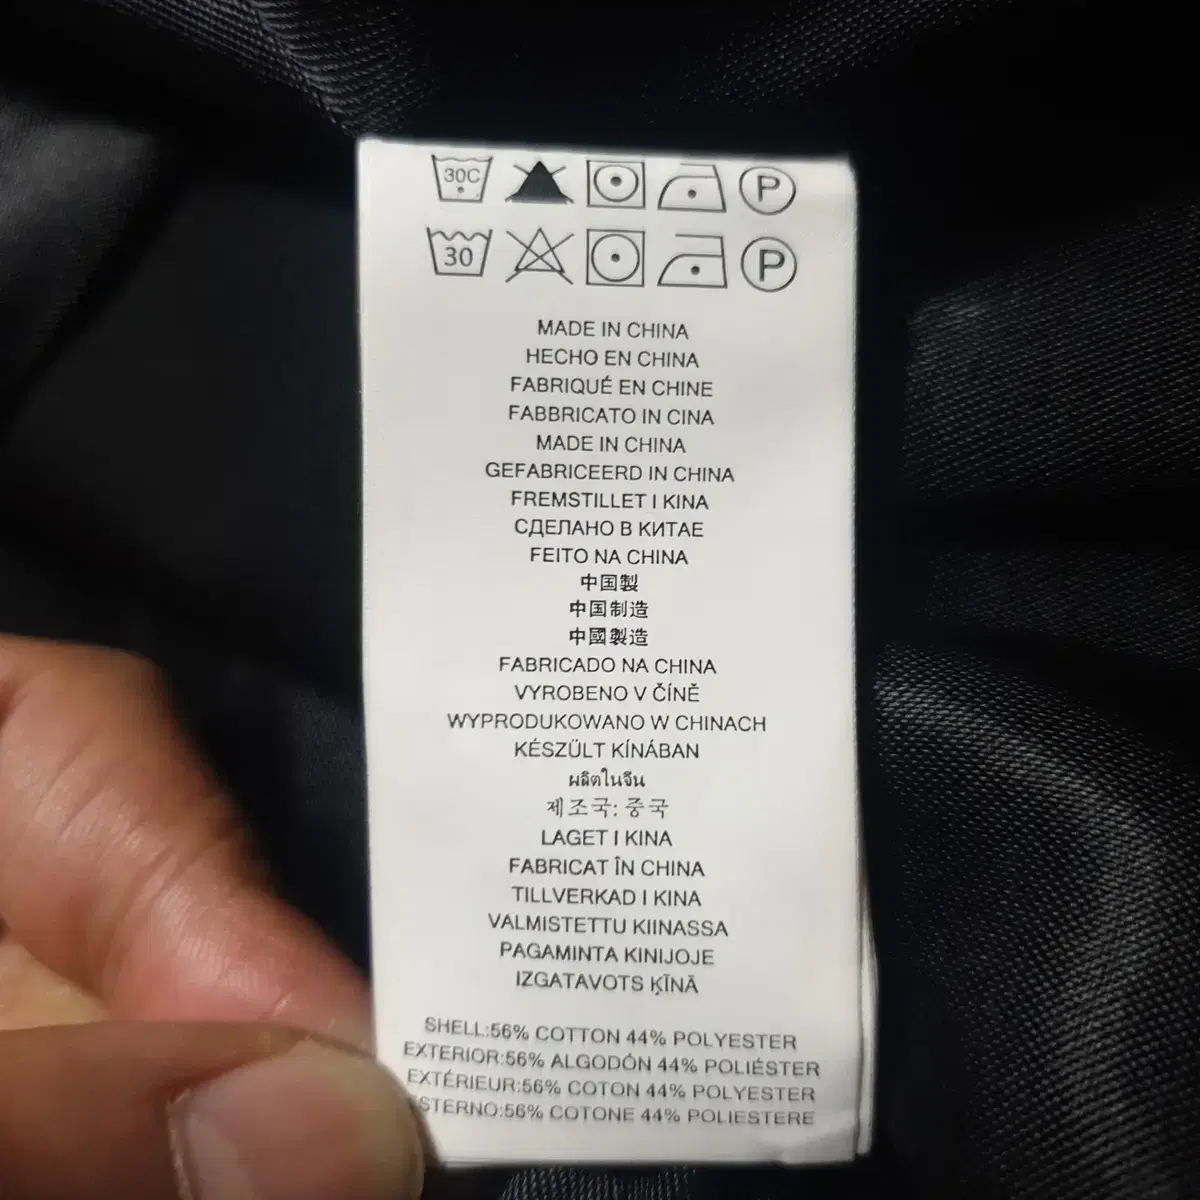 30C P
30 P
MADE IN CHINA
HECHO EN CHINA
FABRIQUÉ EN CHINE
FABBRICATO IN CINA
MADE IN CHINA
GEFABRICEERD IN CHINA
FREMSTILLET I KINA
СДЕЛАНО В КИТАЕ
FEITO NA CHINA
中国製
中国制造
中國製造
FABRICADO NA CHINA
VYROBENO V ČÍNĚ
WYPRODUKOWANO W CHINACH
KÉSZÜLT KÍNÁBAN
ผลิตในจีน
제조국: 중국
LAGET I KINA
FABRICAT ÎN CHINA
TILLVERKAD I KINA
VALMISTETTU KIINASSA
PAGAMINTA KINIJOJE
IZGATAVOTS ĶĪNĀ
SHELL:56% COTTON 44% POLYESTER
EXTERIOR:56% ALGODÓN 44% POLIÉSTER
EXTÉRIEUR:56% COTON 44% POLYESTER
STERNO:56% COTONE 44% POLIESTERE